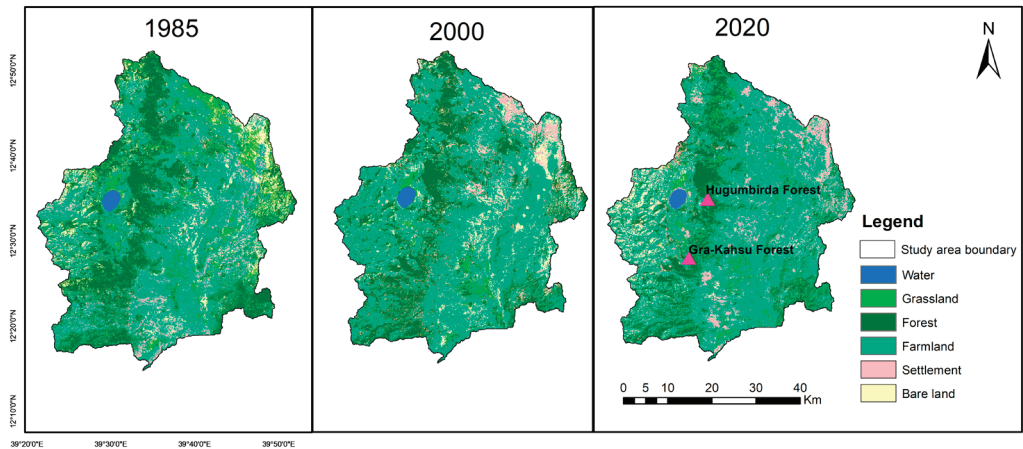 1985
2000
2020
N
12°50'0"E
12°40'0"E
12°30'0"E
12°20'0"E
12°10'0"E
Hugumbirda Forest
Gra-Kahsu Forest
Legend
Study area boundary
Water
Grassland
Forest
Farmland
Settlement
Bare land
0 5 10 20 30 40
Km
39°20'0"E 39°30'0"E 39°40'0"E 39°50'0"E